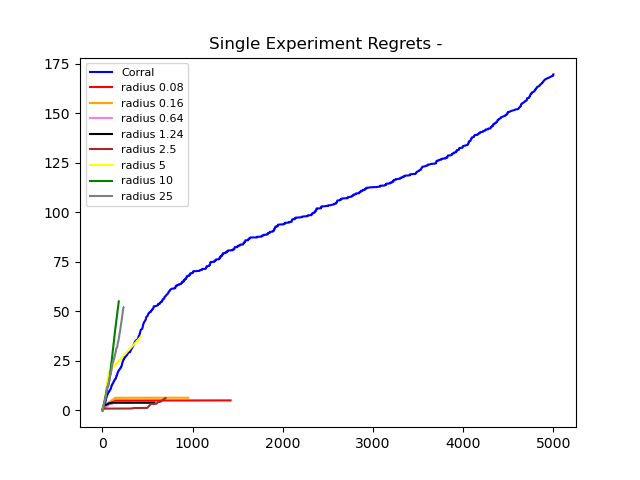 Single Experiment Regrets -
175
150
125
100
75
50
25
0
Corral
radius 0.08
radius 0.16
radius 0.64
radius 1.24
radius 2.5
radius 5
radius 10
radius 25
0 1000 2000 3000 4000 5000